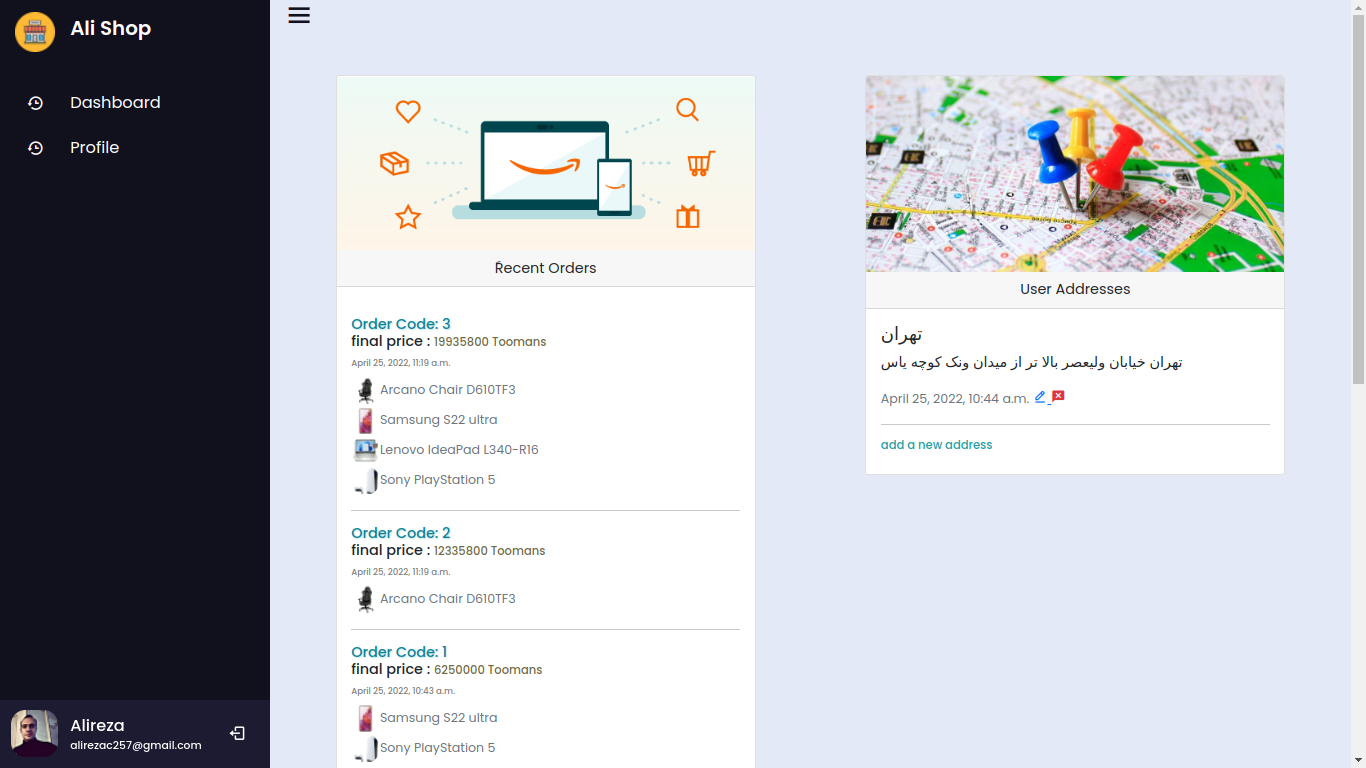 Ali Shop
Dashboard
Profile
Alireza
alirezac257@gmail.com
Recent Orders
Order Code: 3
final price : 19935800 Toomans
April 25, 2022, 11:19 a.m.
Arcano Chair D610TF3
Samsung S22 ultra
Lenovo IdeaPad L340-R16
Sony PlayStation 5
Order Code: 2
final price : 12335800 Toomans
April 25, 2022, 11:19 a.m.
Arcano Chair D610TF3
Order Code: 1
final price : 6250000 Toomans
April 25, 2022, 10:43 a.m.
Samsung S22 ultra
Sony PlayStation 5
User Addresses
تهران
تهران خیابان ولیعصر بالا تر از میدان ونک کوچه یاس
April 25, 2022, 10:44 a.m.
add a new address